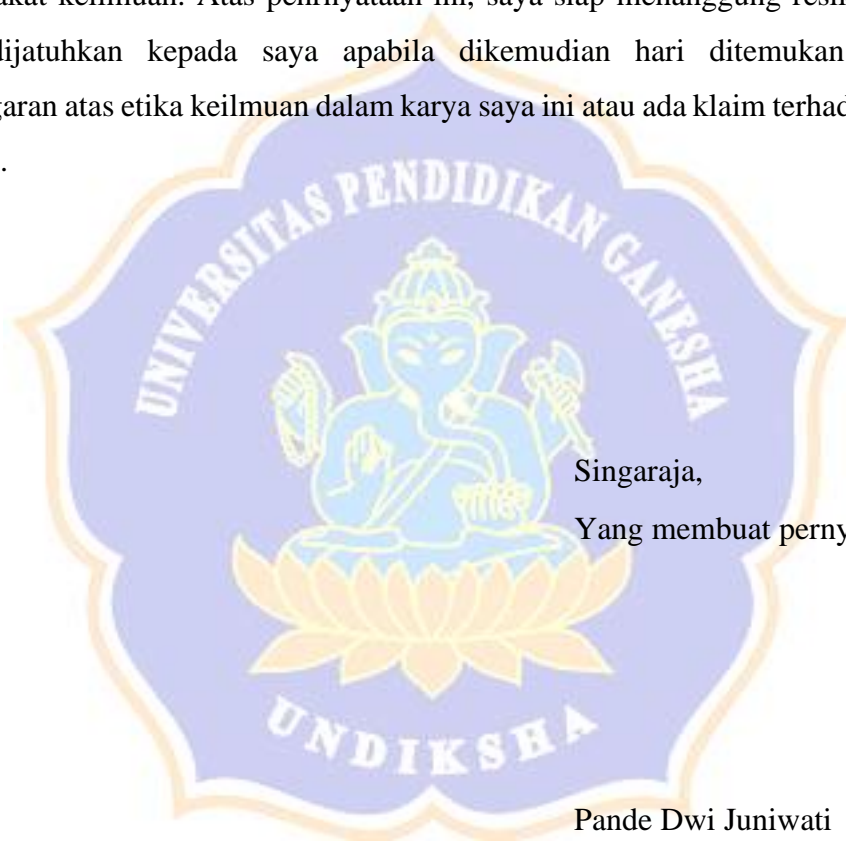 akat keilmuan. Atas penrnyataan ini, saya siap menanggung resi
dijatuhkan kepada saya apabila dikemudian hari ditemukan
garan atas etika keilmuan dalam karya saya ini atau ada klaim terhad
.
UNIVERSITAS PENDIDIKAN GANESHA
Singaraja,
Yang membuat perny
UNDIKSHA
Pande Dwi Juniwati